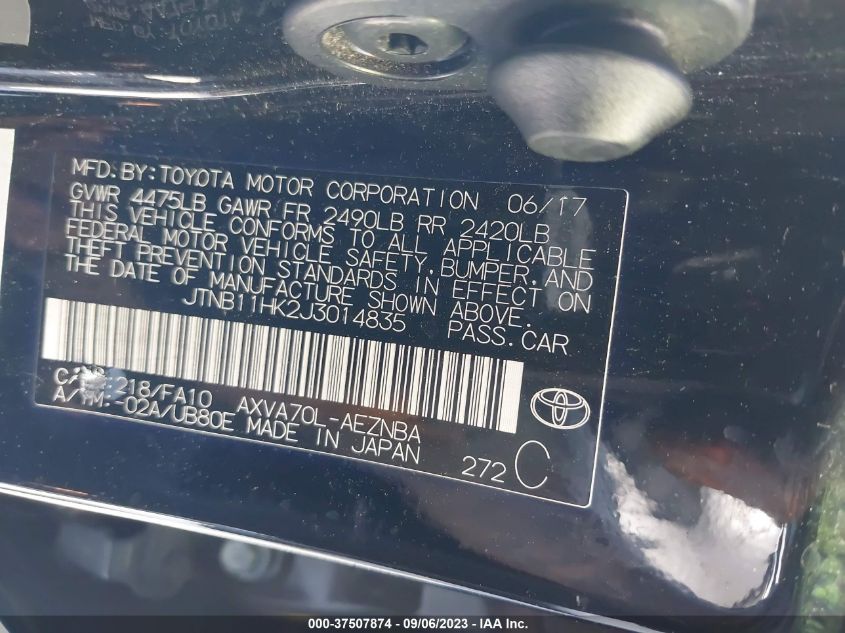 MFD.BY:TOYOTA MOTOR CORPORATION 06/17
GVWR 4475LB GAWR FR 2490LB RR 2420LB
THIS VEHICLE CONFORMS TO ALL APPLICABLE
FEDERAL MOTOR VEHICLE SAFETY,BUMPER,AND
THEFT PREVENTION STANDARDS IN EFFECT ON
THE DATE OF MANUFACTURE SHOWN ABOVE.
JTNB11HK2J3014835 PASS.CAR
218/FA10 AXVA70L-AEZNBA
A/TM:-02A/UB80E MADE IN JAPAN
272 C
000-37507874 - 09/06/2023 - IAA Inc.